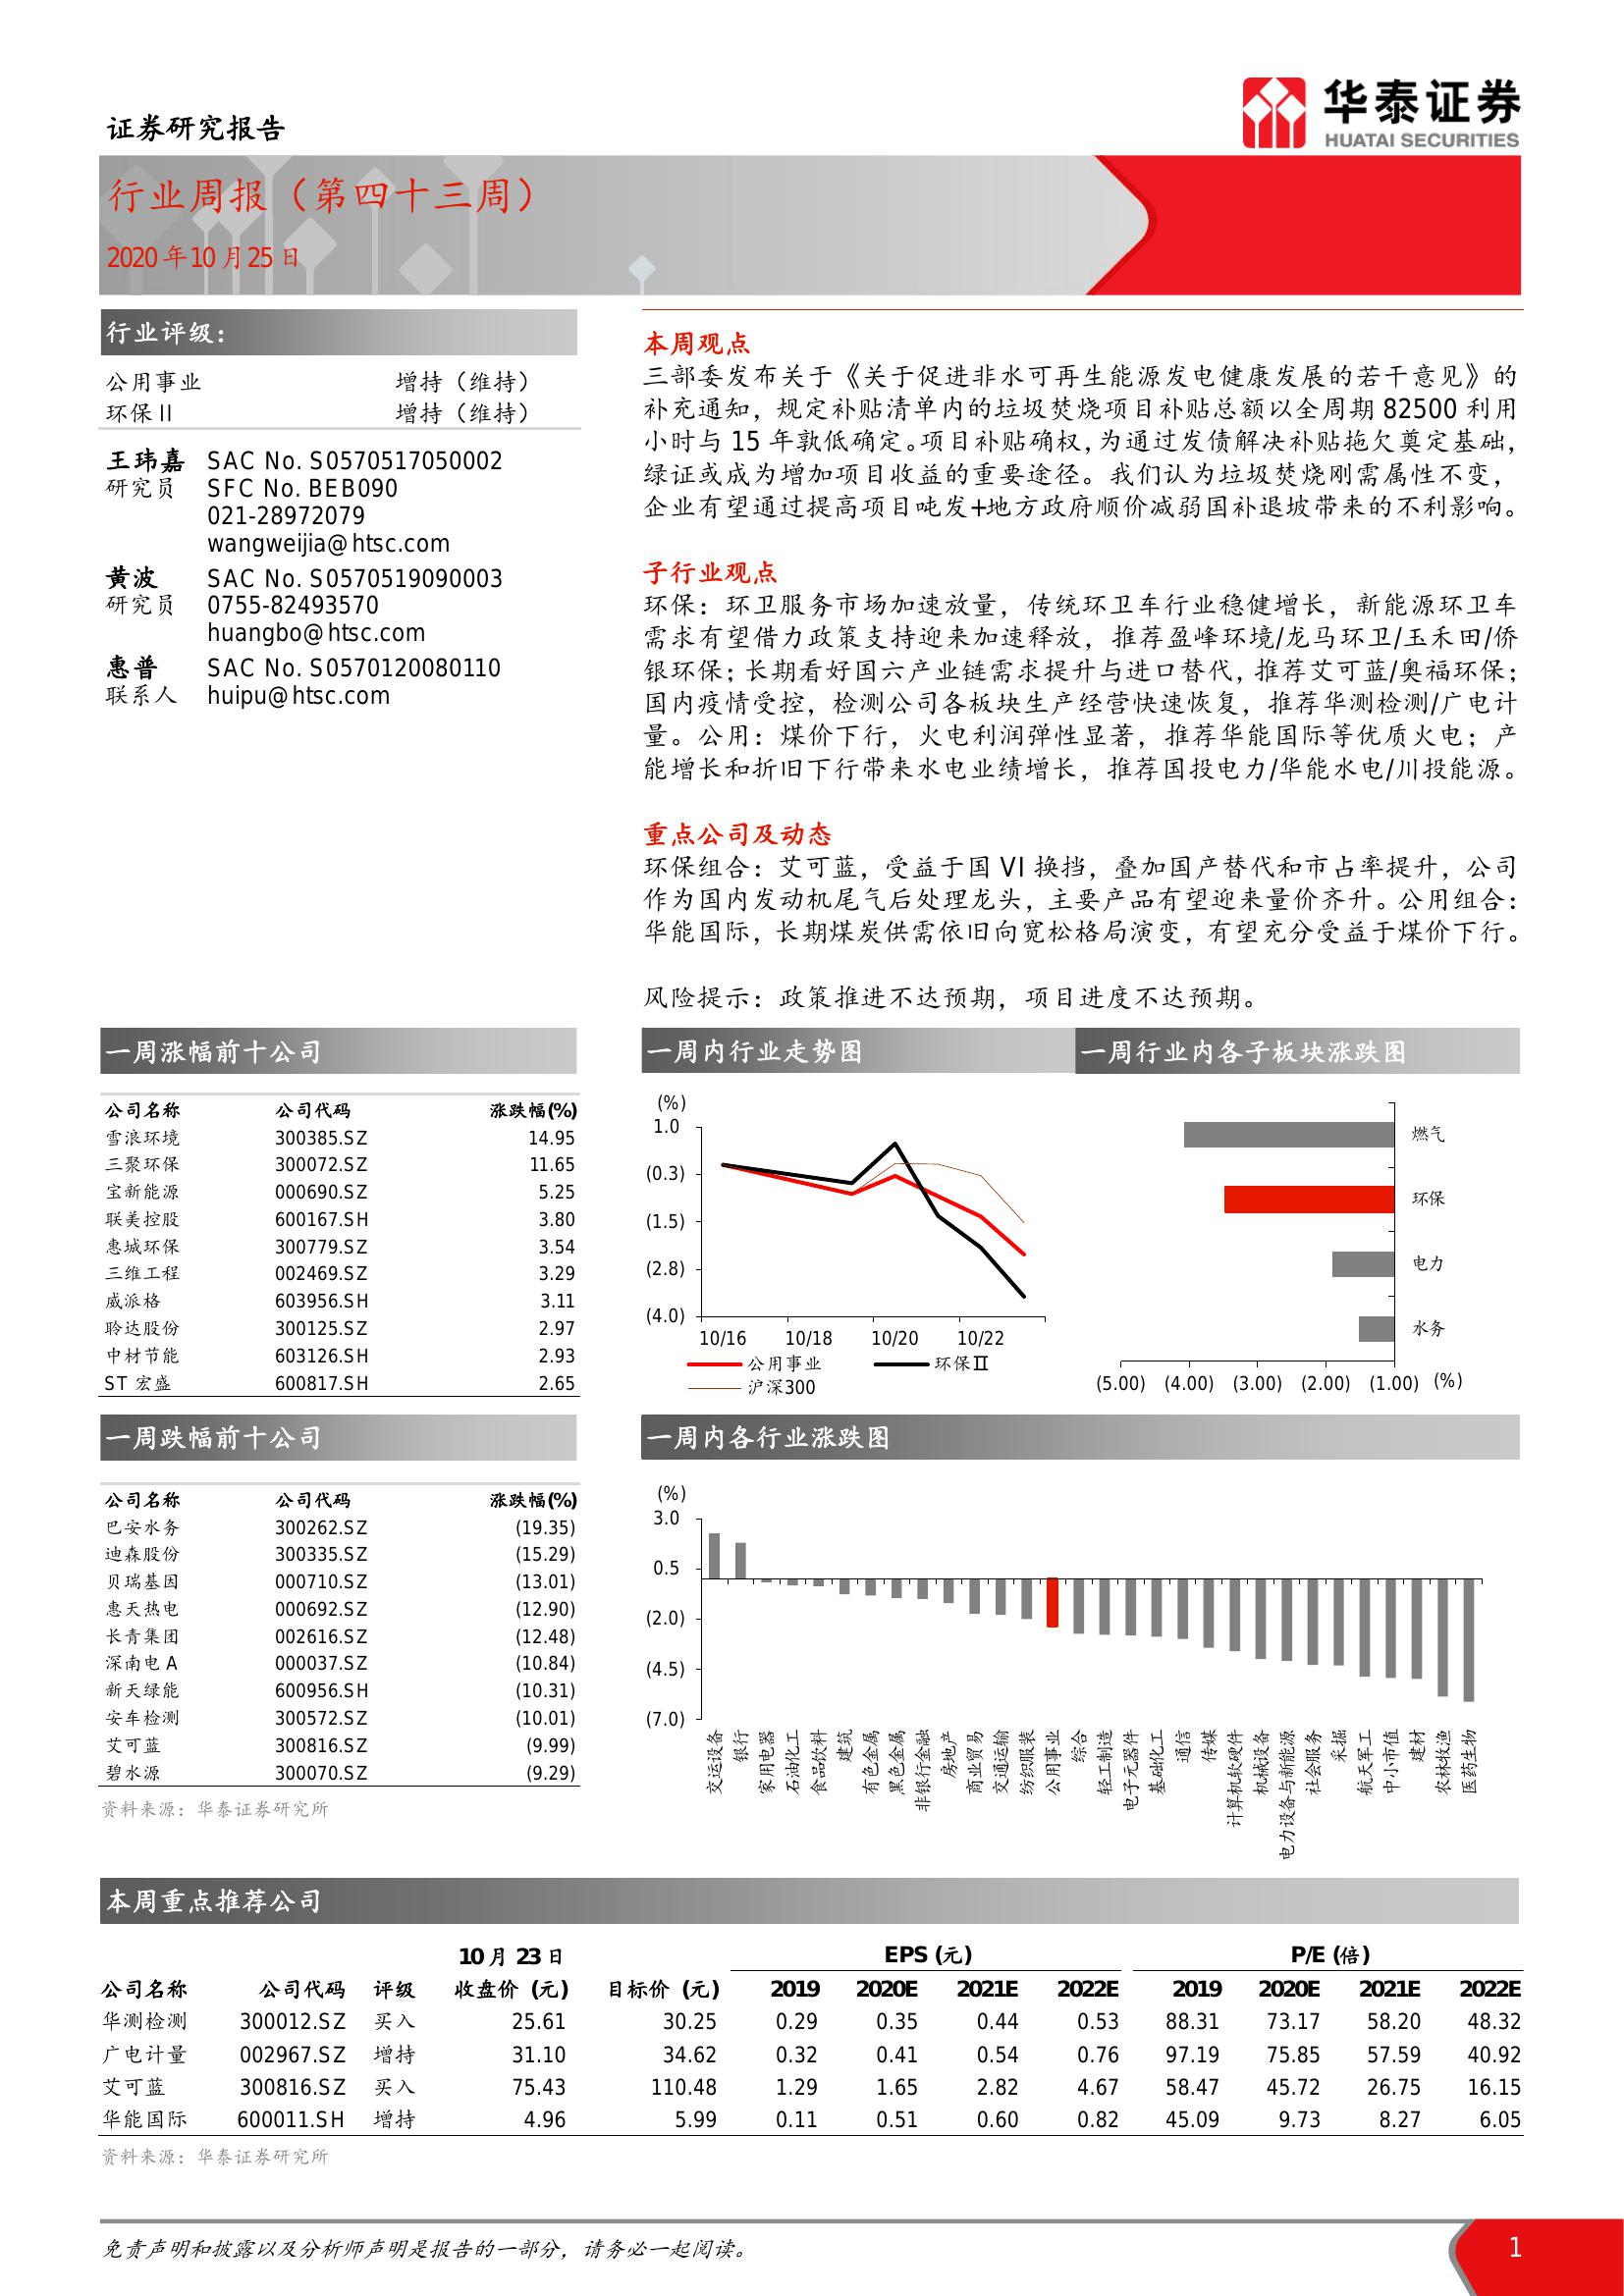 证券研究报告
华泰证券
HUATAI SECURITIES
行业周报（第四十三周）
2020年10月25日
行业评级：
公用事业 增持（维持）
环保II 增持（维持）
王玮嘉 SAC No. S0570517050002
研究员 SFC No. BEB090
021-28972079
wangweijia@htsc.com
黄波 SAC No. S0570519090003
研究员 0755-82493570
huangbo@htsc.com
惠普 SAC No. S0570120080110
联系人 huipu@htsc.com
本周观点
三部委发布关于《关于促进非水可再生能源发电健康发展的若干意见》的
补充通知，规定补贴清单内的垃圾焚烧项目补贴总额以全周期 82500 利用
小时与 15 年孰低确定。项目补贴确权，为通过发债解决补贴拖欠奠定基础，
绿证或成为增加项目收益的重要途径。我们认为垃圾焚烧刚需属性不变，
企业有望通过提高项目吨发+地方政府顺价减弱国补退坡带来的不利影响。
子行业观点
环保：环卫服务市场加速放量，传统环卫车行业稳健增长，新能源环卫车
需求有望借力政策支持迎来加速释放，推荐盈峰环境/龙马环卫/玉禾田/侨
银环保；长期看好国六产业链需求提升与进口替代，推荐艾可蓝/奥福环保；
国内疫情受控，检测公司各板块生产经营快速恢复，推荐华测检测/广电计
量。公用：煤价下行，火电利润弹性显著，推荐华能国际等优质火电；产
能增长和折旧下行带来水电业绩增长，推荐国投电力/华能水电/川投能源。
重点公司及动态
环保组合：艾可蓝，受益于国 VI 换挡，叠加国产替代和市占率提升，公司
作为国内发动机尾气后处理龙头，主要产品有望迎来量价齐升。公用组合：
华能国际，长期煤炭供需依旧向宽松格局演变，有望充分受益于煤价下行。
风险提示：政策推进不达预期，项目进度不达预期。
一周涨幅前十公司
公司名称 公司代码 涨跌幅(%)
雪浪环境 300385.SZ 14.95
三聚环保 300072.SZ 11.65
宝新能源 000690.SZ 5.25
联美控股 600167.SH 3.80
惠城环保 300779.SZ 3.54
三维工程 002469.SZ 3.29
威派格 603956.SH 3.11
聆达股份 300125.SZ 2.97
中材节能 603126.SH 2.93
ST 宏盛 600817.SH 2.65
一周内行业走势图
(%)
1.0
(0.3)
(1.5)
(2.8)
(4.0)
10/16 10/18 10/20 10/22
公用事业 环保II
沪深300
一周行业内各子板块涨跌图
燃气
环保
电力
水务
(5.00) (4.00) (3.00) (2.00) (1.00) (%)
一周跌幅前十公司
公司名称 公司代码 涨跌幅(%)
巴安水务 300262.SZ (19.35)
迪森股份 300335.SZ (15.29)
贝瑞基因 000710.SZ (13.01)
惠天热电 000692.SZ (12.90)
长青集团 002616.SZ (12.48)
深南电 A 000037.SZ (10.84)
新天绿能 600956.SH (10.31)
安车检测 300572.SZ (10.01)
艾可蓝 300816.SZ (9.99)
碧水源 300070.SZ (9.29)
资料来源：华泰证券研究所
一周内各行业涨跌图
(%)
3.0
0.5
(2.0)
(4.5)
(7.0)
交运设备
银行
家用电器
石油化工
食品饮料
建筑
有色金属
黑色金属
非银行金融
房地产
商业贸易
交通运输
纺织服装
公用事业
综合
轻工制造
电子元器件
基础化工
通信
传媒
计算机软硬件
机械设备
电力设备与新能源
社会服务
采掘
航天军工
中小市值
建材
农林牧渔
医药生物
本周重点推荐公司
10月23日 EPS (元) P/E (倍)
公司名称 公司代码 评级 收盘价 (元) 目标价 (元) 2019 2020E 2021E 2022E 2019 2020E 2021E 2022E
华测检测 300012.SZ 买入 25.61 30.25 0.29 0.35 0.44 0.53 88.31 73.17 58.20 48.32
广电计量 002967.SZ 增持 31.10 34.62 0.32 0.41 0.54 0.76 97.19 75.85 57.59 40.92
艾可蓝 300816.SZ 买入 75.43 110.48 1.29 1.65 2.82 4.67 58.47 45.72 26.75 16.15
华能国际 600011.SH 增持 4.96 5.99 0.11 0.51 0.60 0.82 45.09 9.73 8.27 6.05
资料来源：华泰证券研究所
免责声明和披露以及分析师声明是报告的一部分，请务必一起阅读。
1